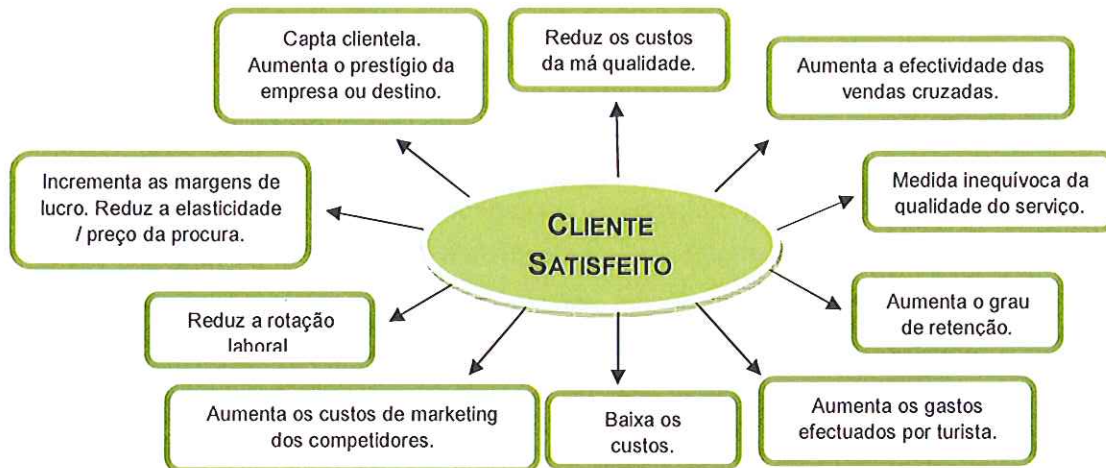 Capta clientela.
Aumenta o prestígio da
empresa ou destino.
Reduz os custos
da má qualidade.
Aumenta a efectividade das
vendas cruzadas.
Incrementa as margens de
lucro. Reduz a elasticidade
/ preço da procura.
CLIENTE
SATISFEITO
Medida inequívoca da
qualidade do serviço.
Reduz a rotação
laboral
Aumenta o grau
de retenção.
Aumenta os custos de marketing
dos competidores.
Baixa os
custos.
Aumenta os gastos
efectuados por turista.